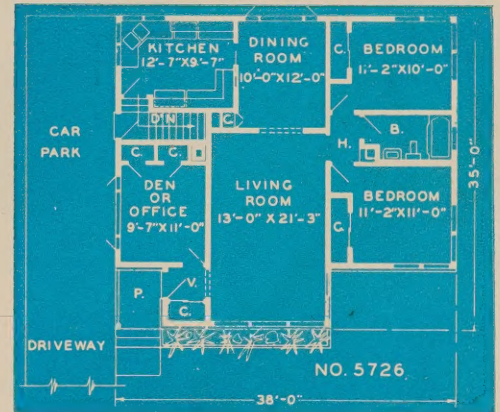 KITCHEN
12'-7"X9'-7"
DINING
ROOM
10'-0"X12'-0"
C.
BEDROOM
11'-2"X10'-0"
CAR
PARK
D'N
C.
C.
C.
H.
B.
DEN
OR
OFFICE
9'-7"X11'-0"
LIVING
ROOM
13'-0" X 21'-3"
C.
BEDROOM
11'-2"X11'-0"
35'-0"
P.
V.
C.
DRIVEWAY
NO. 5726
38'-0"